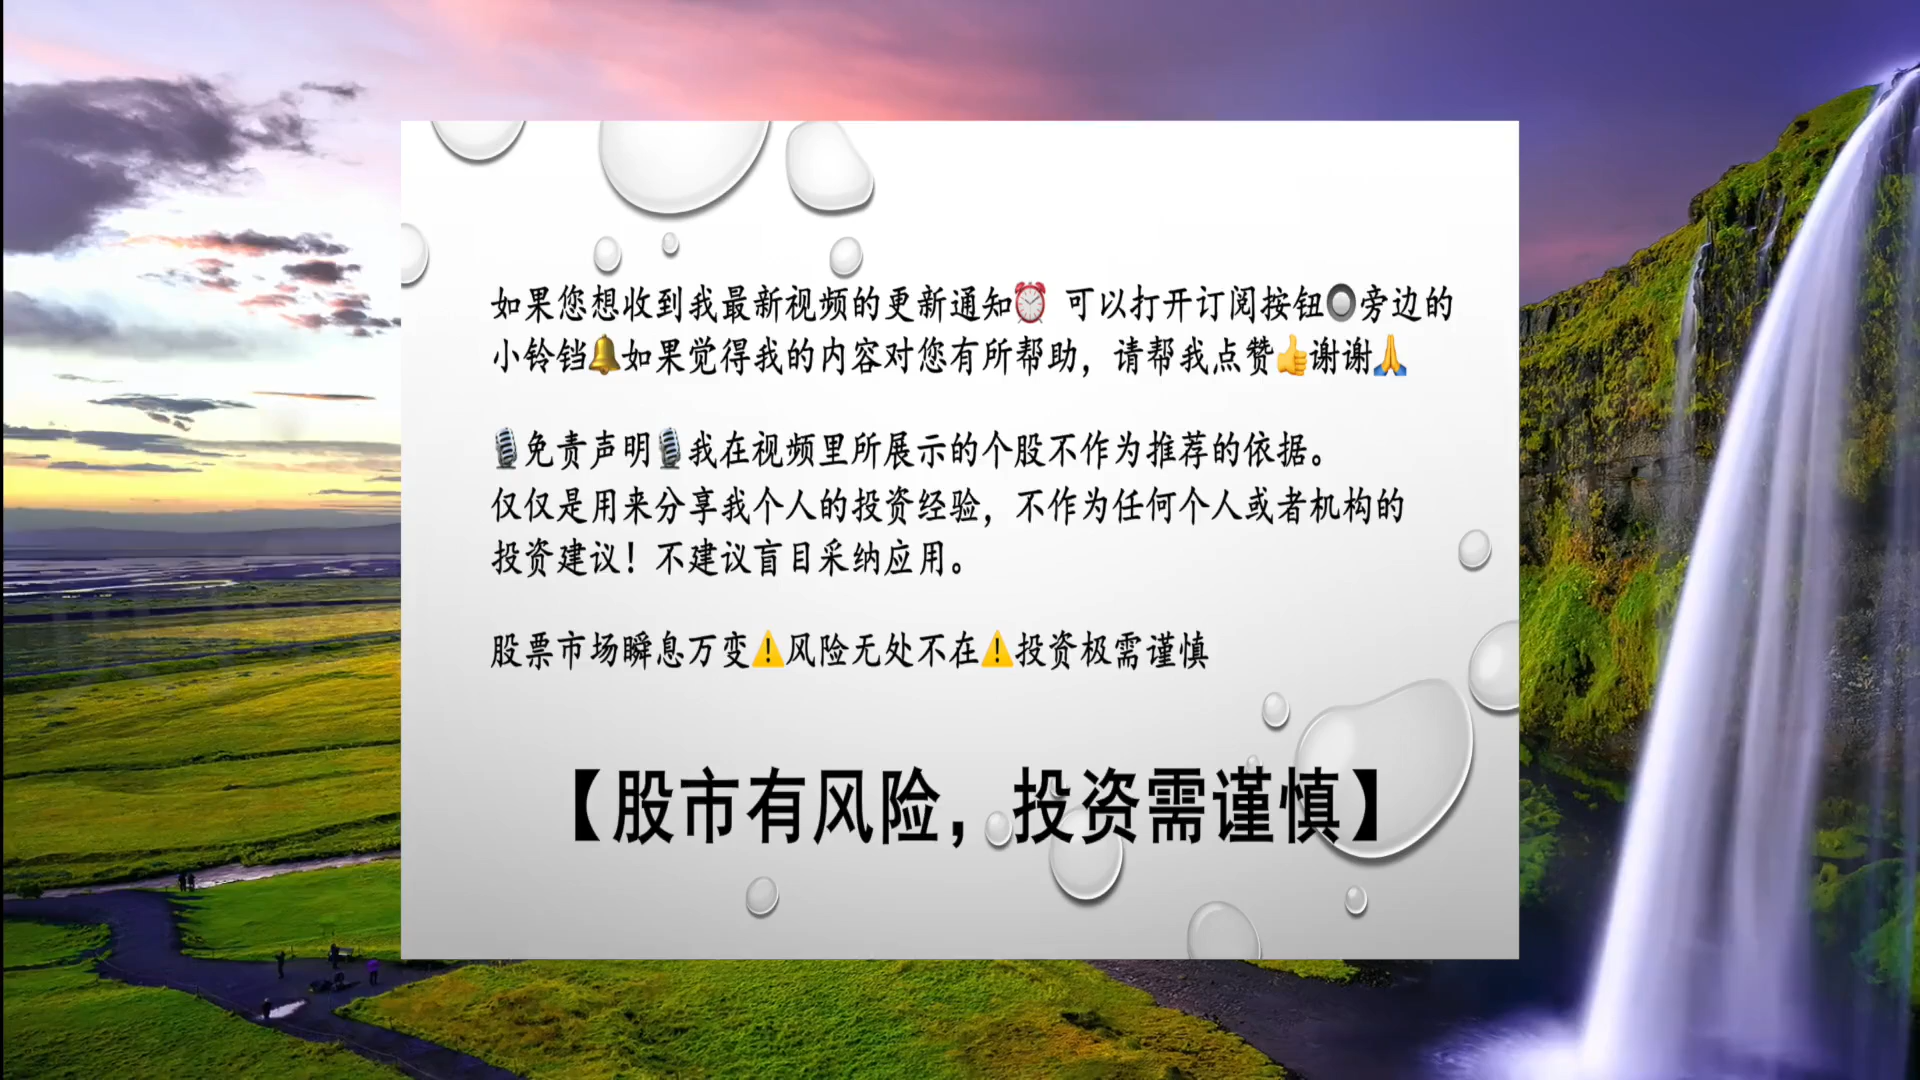 如果您想收到我最新视频的更新通知⏰ 可以打开订阅按钮🔘旁边的
小铃铛🔔如果觉得我的内容对您有所帮助，请帮我点赞👍谢谢🙏
🎙️免责声明🎙️我在视频里所展示的个股不作为推荐的依据。
仅仅是用来分享我个人的投资经验，不作为任何个人或者机构的
投资建议！不建议盲目采纳应用。
股票市场瞬息万变⚠️风险无处不在⚠️投资极需谨慎
【股市有风险，投资需谨慎】